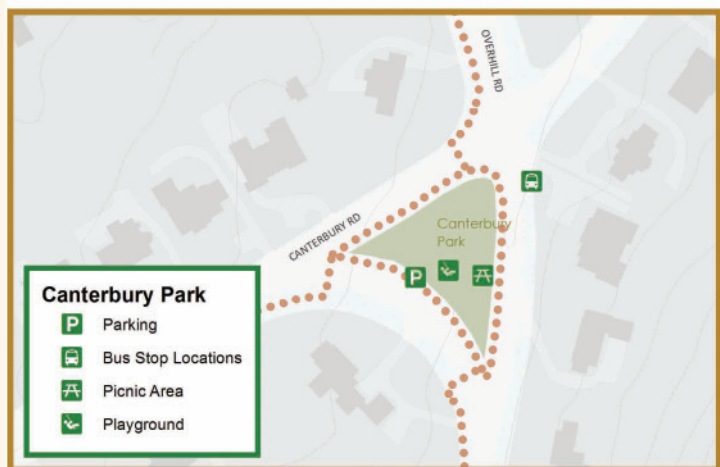 OVERHILL RD
CANTERBURY RD
Canterbury
Park
P
Canterbury Park
P Parking
Bus Stop Locations
Picnic Area
Playground